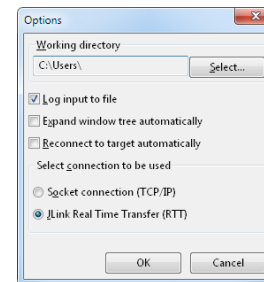 Options
Working directory
C:\Users\
Select...
Log input to file
Expand window tree automatically
Reconnect to target automatically
Select connection to be used
Socket connection (TCP/IP)
JLink Real Time Transfer (RTT)
OK Cancel